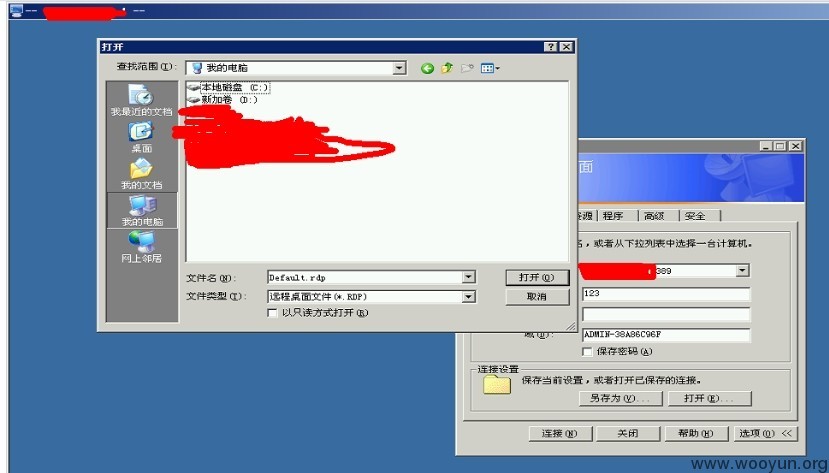 打开
查找范围(I):
我的电脑
本地磁盘 (C:)
新加卷 (D:)
我最近的文档
桌面
我的文档
我的电脑
网上邻居
文件名(N):
Default.rdp
打开(O)
文件类型(T):
远程桌面文件(*.RDP)
取消
以只读方式打开(R)
面
资源
程序
高级
安全
名，或者从下拉列表中选择一台计算机。
389
123
域(D):
ADMIN-38A86C96F
保存密码(A)
连接设置
保存当前设置，或者打开已保存的连接。
另存为(V)...
打开(E)...
连接(N)
关闭
帮助(H)
选项(O) <<
www.wooyun.org